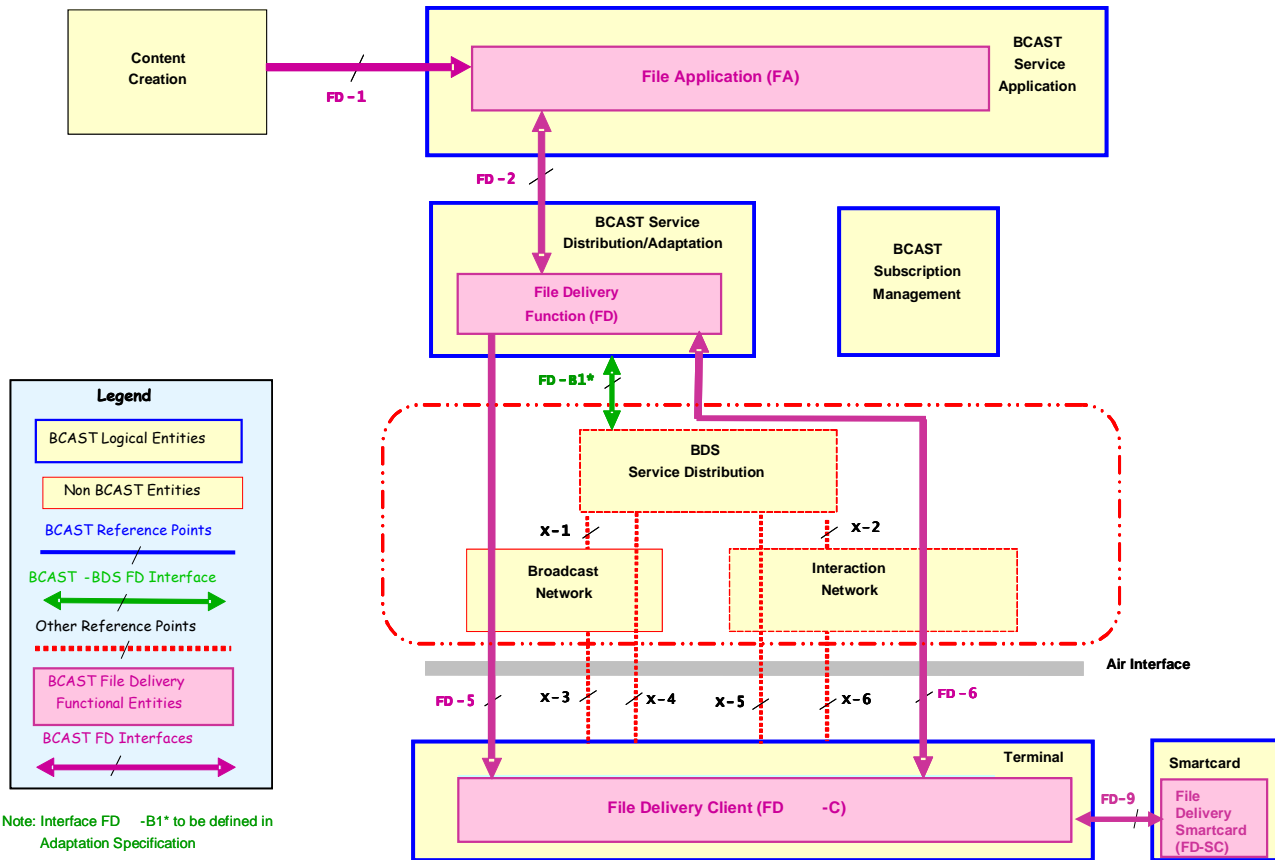 Content
Creation
FD-1
File Application (FA)
BCAST
Service
Application
FD-2
BCAST Service
Distribution/Adaptation
File Delivery
Function (FD)
BCAST
Subscription
Management
FD-B1*
BDS
Service Distribution
X-1
X-2
Broadcast
Network
Interaction
Network
Air Interface
FD-5
X-3
X-4
X-5
X-6
FD-6
Terminal
File Delivery Client (FD -C)
FD-9
Smartcard
File
Delivery
Smartcard
(FD-SC)
Legend
BCAST Logical Entities
Non BCAST Entities
BCAST Reference Points
BCAST -BDS FD Interface
Other Reference Points
BCAST File Delivery
Functional Entities
BCAST FD Interfaces
Note: Interface FD -B1* to be defined in
Adaptation Specification